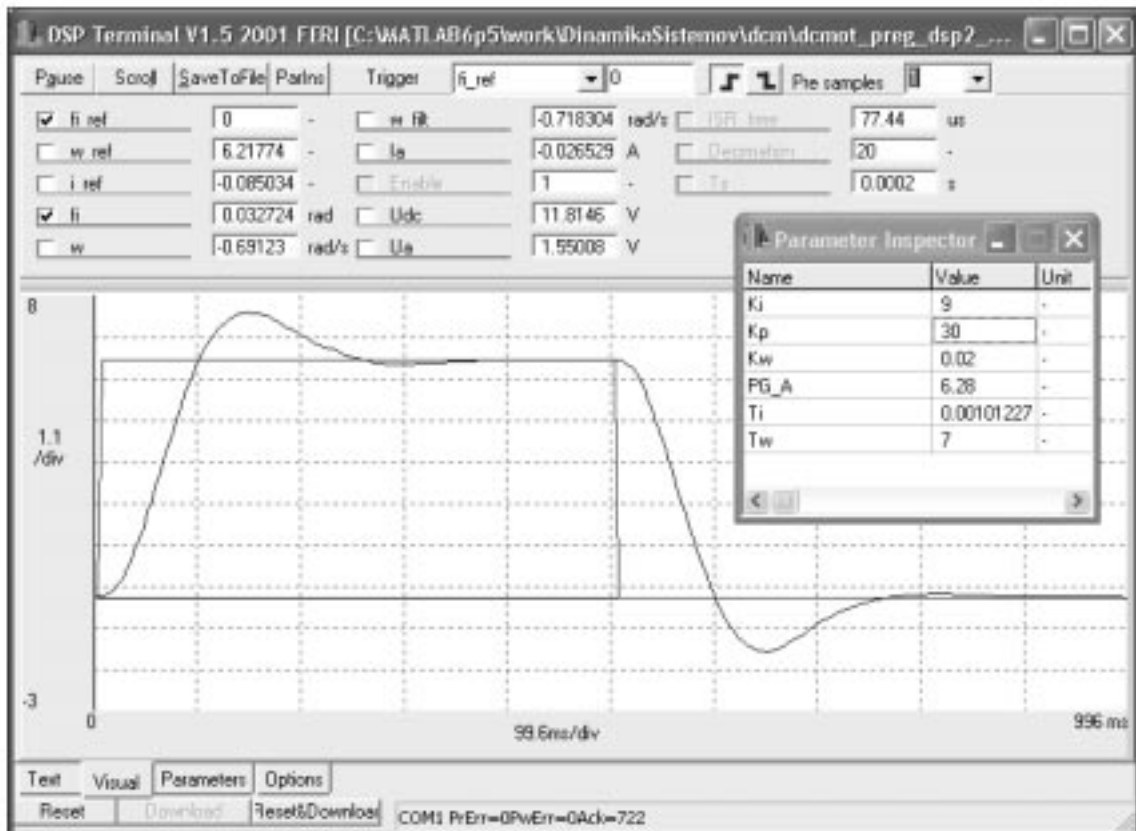 DSP Terminal V1.5 2001 FERI [C:\MATLAB6p5\work\DinamikaSistemov\dcm\dcmot_preg_dsp2_...
Pause Scroll SaveToFile ParIns Trigger fi_ref 0 Pre samples 1
fi ref 0 - w filt -0.718304 rad/s ISR time 77.44 us
w ref 6.21774 - Ia -0.026529 A Decimation 20 -
i ref -0.085034 - Enable 1 - Ts 0.0002 s
fi 0.032724 rad Udc 11.8146 V
w -0.69123 rad/s Ua 1.55008 V
Parameter Inspector
Name Value Unit
Ki 9 -
Kp 30 -
Kw 0.02 -
PG_A 6.28 -
Ti 0.00101227 -
Tw 7 -
8
1.1
/div
-3
0 99.6ms/div 996 ms
Text Visual Parameters Options
Reset Download Reset&Download COM1 PrErr=0PwErr=0Ack=722